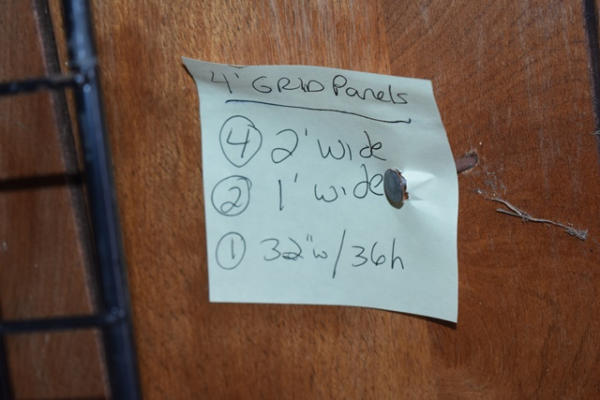 4' GRID Panels
4 2' wide
2 1' wide
1 32"w/36h